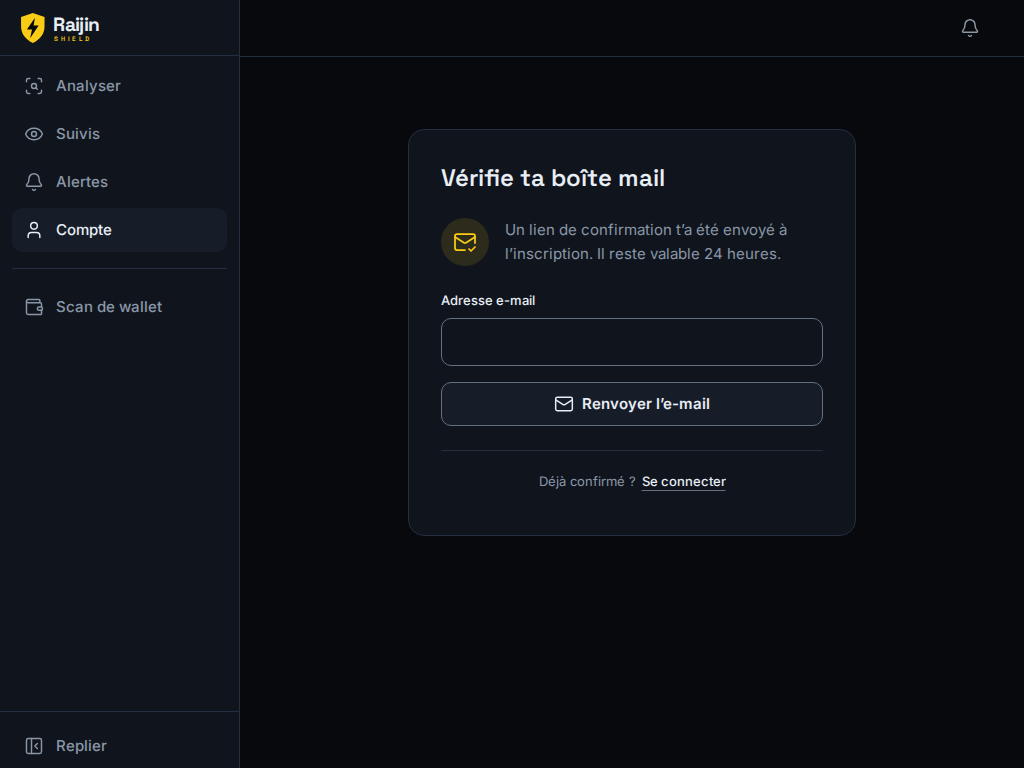 Raijin
SHIELD
Analyser
Suivis
Alertes
Compte
Scan de wallet
Replier
Vérifie ta boîte mail
Un lien de confirmation t’a été envoyé à
l’inscription. Il reste valable 24 heures.
Adresse e-mail
Renvoyer l’e-mail
Déjà confirmé ? Se connecter